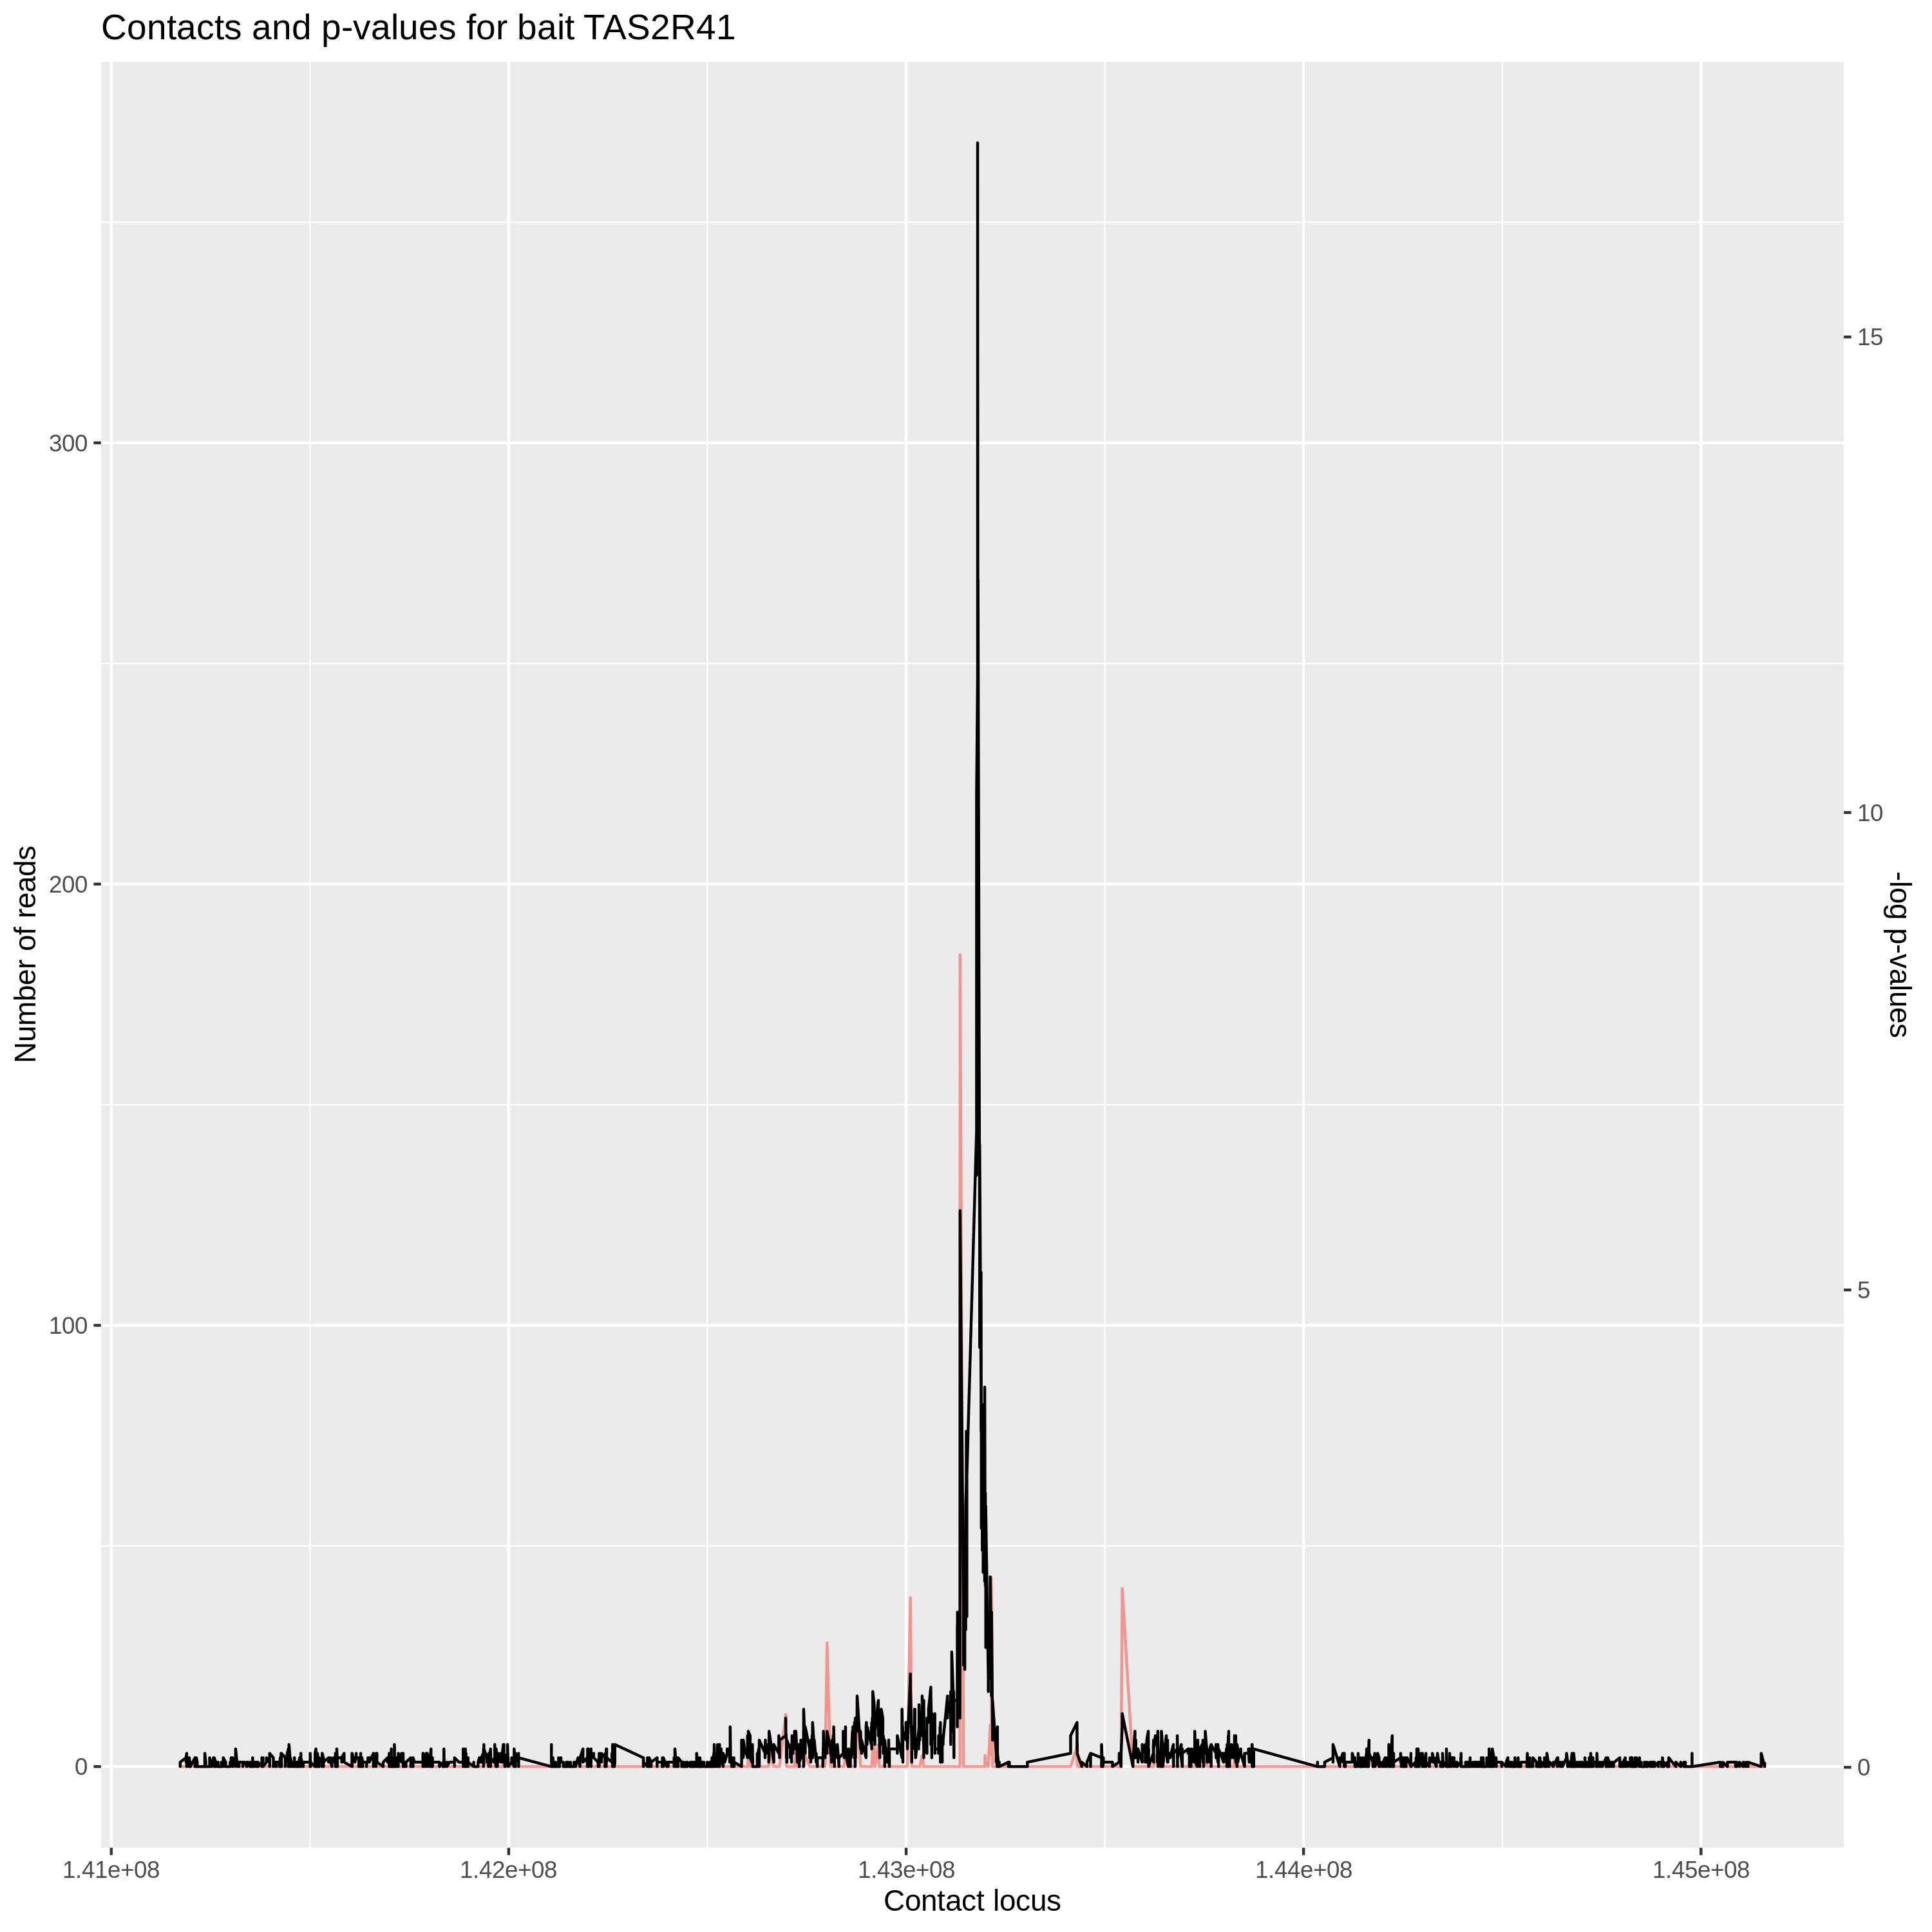 Contacts and p-values for bait TAS2R41
Number of reads
300
200
100
0
15
10
5
0
-log p-values
1.41e+08
1.42e+08
1.43e+08
1.44e+08
1.45e+08
Contact locus